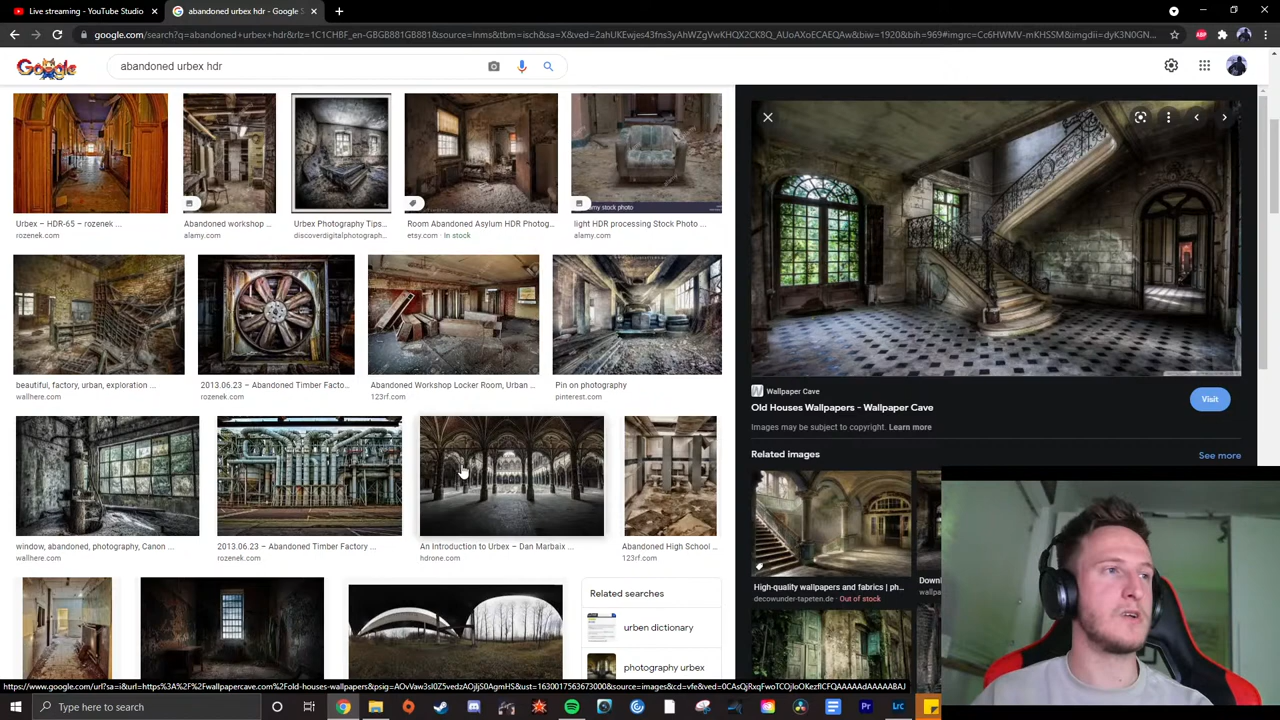 Live streaming - YouTube Studio
abandoned urbex hdr - Google S
Google
abandoned urbex hdr
Urbex – HDR-65 – rozenek ...
rozenek.com
Abandoned workshop ...
alamy.com
Urbex Photography Tips...
discoverdigitalphotograph...
Room Abandoned Asylum HDR Photog...
etsy.com · In stock
alamy stock photo
light HDR processing Stock Photo ...
alamy.com
beautiful, factory, urban, exploration ...
wallhere.com
2013.06.23 – Abandoned Timber Facto...
rozenek.com
Abandoned Workshop Locker Room, Urban ...
123rf.com
Pin on photography
pinterest.com
window, abandoned, photography, Canon ...
wallhere.com
2013.06.23 – Abandoned Timber Factory ...
rozenek.com
An Introduction to Urbex – Dan Marbaix ...
hdrone.com
Abandoned High School ...
123rf.com
Related searches
urben dictionary
photography urbex
Wallpaper Cave
Old Houses Wallpapers - Wallpaper Cave
Visit
Images may be subject to copyright. Learn more
Related images
See more
High-quality wallpapers and fabrics | ph...
decowunder-tapeten.de · Out of stock
Downl
wallpa
Type here to search